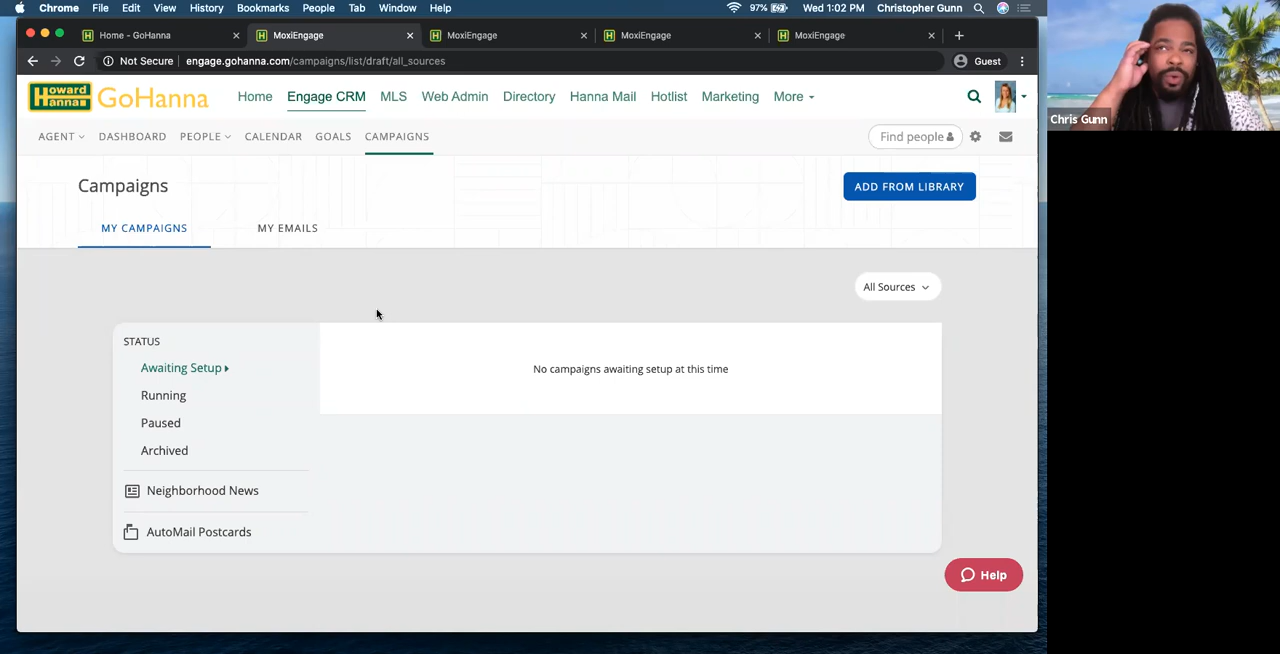 Chrome File Edit View History Bookmarks People Tab Window Help 97% Wed 1:02 PM Christopher Gunn
Home - GoHanna MoxiEngage MoxiEngage MoxiEngage MoxiEngage
Not Secure engage.gohanna.com/campaigns/list/draft/all_sources Guest
Howard Hanna GoHanna Home Engage CRM MLS Web Admin Directory Hanna Mail Hotlist Marketing More
Chris Gunn
AGENT DASHBOARD PEOPLE CALENDAR GOALS CAMPAIGNS Find people
Campaigns ADD FROM LIBRARY
MY CAMPAIGNS MY EMAILS
All Sources
STATUS
Awaiting Setup No campaigns awaiting setup at this time
Running
Paused
Archived
Neighborhood News
AutoMail Postcards
Help